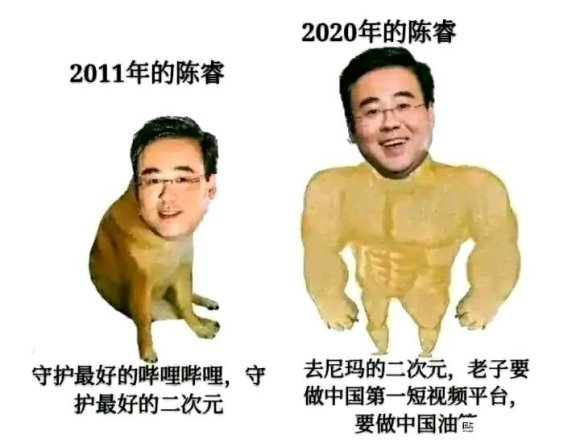 2011年的陈睿
守护最好的哔哩哔哩，守
护最好的二次元
2020年的陈睿
去尼玛的二次元，老子要
做中国第一短视频平台，
要做中国油